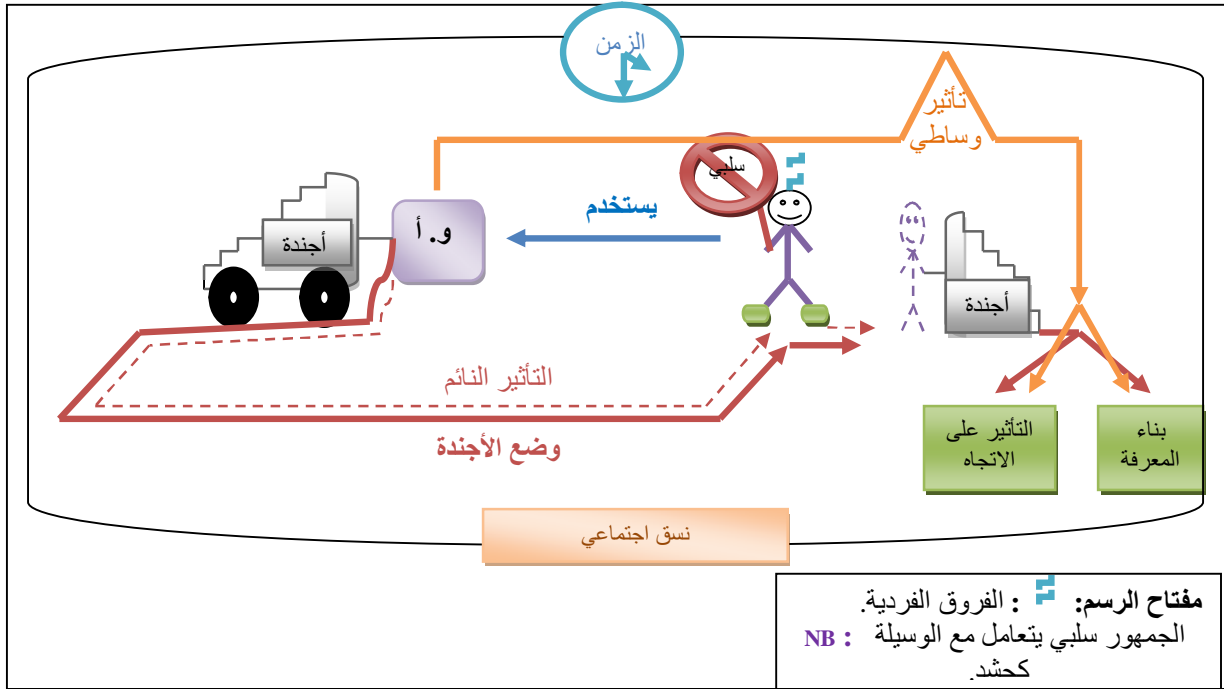 الزمن
تأثير
وساطي
سلبي
يستخدم
و. أ
أجندة
أجندة
التأثير النائم
وضع الأجندة
التأثير على
الاتجاه
بناء
المعرفة
نسق اجتماعي
مفتاح الرسم: : الفروق الفردية.
NB : الجمهور سلبي يتعامل مع الوسيلة
كحشد.